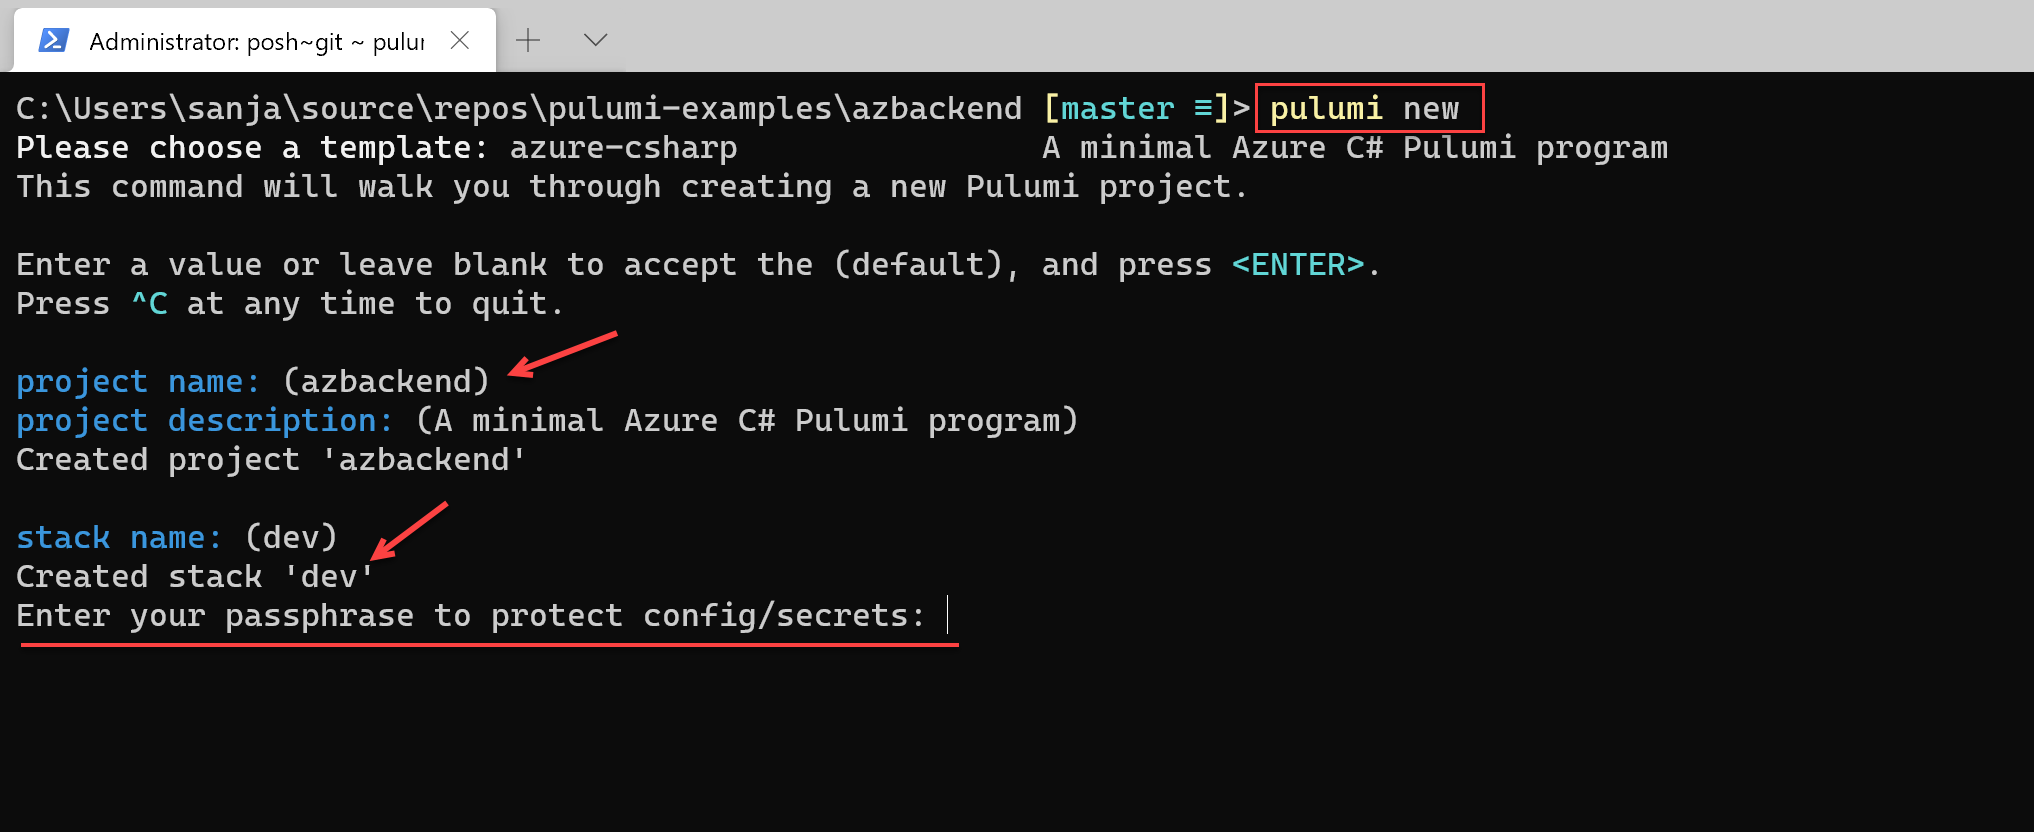 Administrator: posh~git ~ pulur
C:\Users\sanja\source\repos\pulumi-examples\azbackend [master ≡]> pulumi new
Please choose a template: azure-csharp                A minimal Azure C# Pulumi program
This command will walk you through creating a new Pulumi project.
Enter a value or leave blank to accept the (default), and press <ENTER>.
Press ^C at any time to quit.
project name: (azbackend)
project description: (A minimal Azure C# Pulumi program)
Created project 'azbackend'
stack name: (dev)
Created stack 'dev'
Enter your passphrase to protect config/secrets: